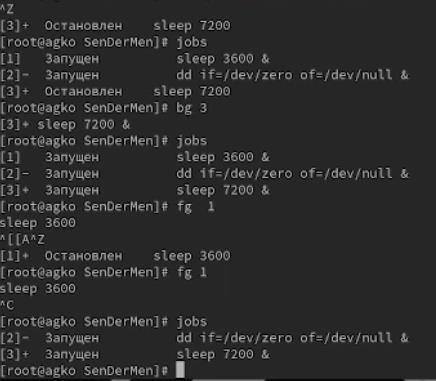 ^Z
[3]+  Остановлен    sleep 7200
[root@agko SenDerMen]# jobs
[1]   Запущен          sleep 3600 &
[2]-  Запущен          dd if=/dev/zero of=/dev/null &
[3]+  Остановлен    sleep 7200
[root@agko SenDerMen]# bg 3
[3]+ sleep 7200 &
[root@agko SenDerMen]# jobs
[1]   Запущен          sleep 3600 &
[2]-  Запущен          dd if=/dev/zero of=/dev/null &
[3]+  Запущен          sleep 7200 &
[root@agko SenDerMen]# fg  1
sleep 3600
^[[A^Z
[1]+  Остановлен    sleep 3600
[root@agko SenDerMen]# fg 1
sleep 3600
^C
[root@agko SenDerMen]# jobs
[2]-  Запущен          dd if=/dev/zero of=/dev/null &
[3]+  Запущен          sleep 7200 &
[root@agko SenDerMen]#